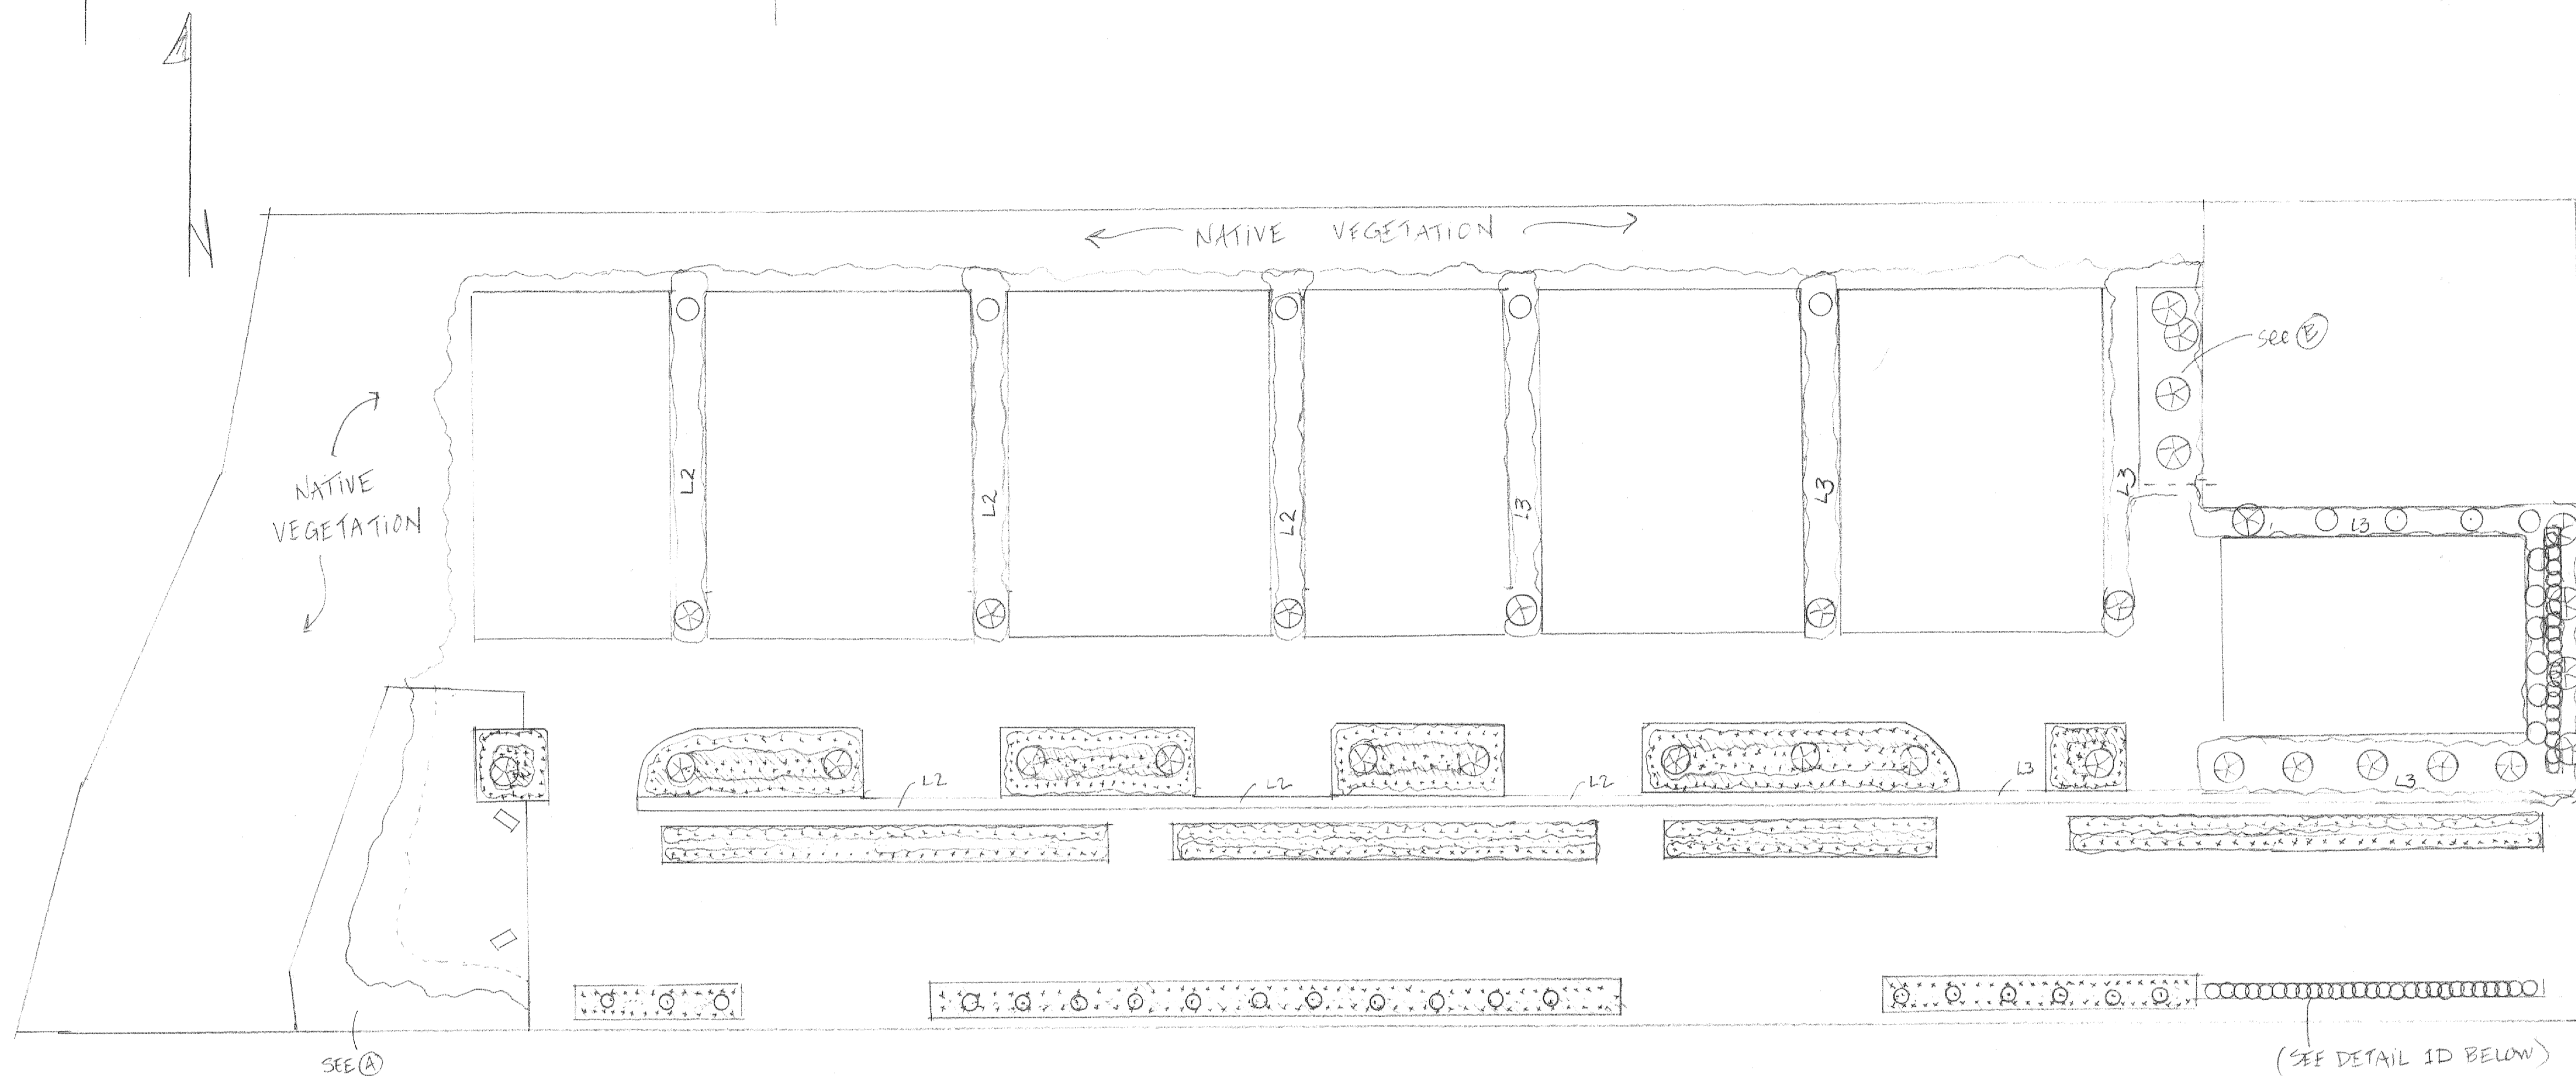 N
← NATIVE VEGETATION →
see B
NATIVE
VEGETATION
L2
L2
L2
L3
L3
L3
L3
L2
L2
L2
L3
L3
SEE A
(SEE DETAIL 1D BELOW)